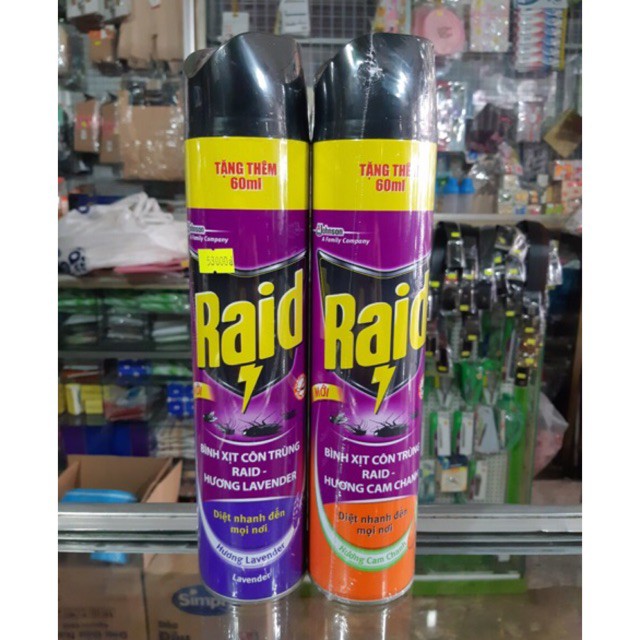 TẶNG THÊM
60ml
Johnson
A Family Company
53000đ
Raid
BÌNH XỊT CÔN TRÙNG
RAID -
HƯƠNG LAVENDER
Diệt nhanh đến
mọi nơi
Hương Lavender
Lavender
TẶNG THÊM
60ml
Johnson
A Family Company
Raid
MỚI
BÌNH XỊT CÔN TRÙNG
RAID -
HƯƠNG CAM CHANH
Diệt nhanh đến
mọi nơi
Hương Cam Chanh
Simple